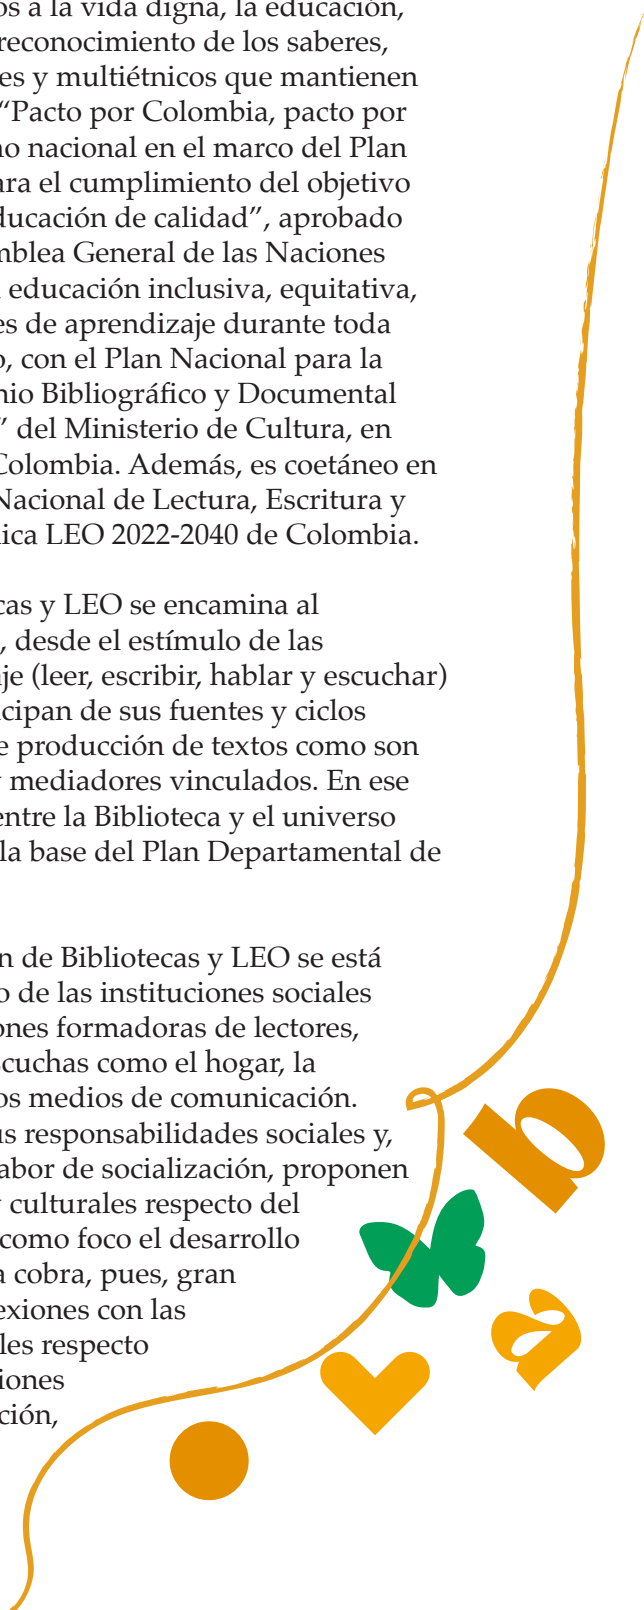 os a la vida digna, la educación,
reconocimiento de los saberes,
es y multiétnicos que mantienen
“Pacto por Colombia, pacto por
no nacional en el marco del Plan
ara el cumplimiento del objetivo
ducación de calidad”, aprobado
mblea General de las Naciones
educación inclusiva, equitativa,
es de aprendizaje durante toda
o, con el Plan Nacional para la
nio Bibliográfico y Documental
” del Ministerio de Cultura, en
Colombia. Además, es coetáneo en
Nacional de Lectura, Escritura y
nica LEO 2022-2040 de Colombia.
cas y LEO se encamina al
, desde el estímulo de las
aje (leer, escribir, hablar y escuchar)
icipan de sus fuentes y ciclos
e producción de textos como son
y mediadores vinculados. En ese
entre la Biblioteca y el universo
la base del Plan Departamental de
n de Bibliotecas y LEO se está
o de las instituciones sociales
ones formadoras de lectores,
scuchas como el hogar, la
os medios de comunicación.
us responsabilidades sociales y,
labor de socialización, proponen
y culturales respecto del
como foco el desarrollo
a cobra, pues, gran
exiones con las
les respecto
iones
ción,
b
a